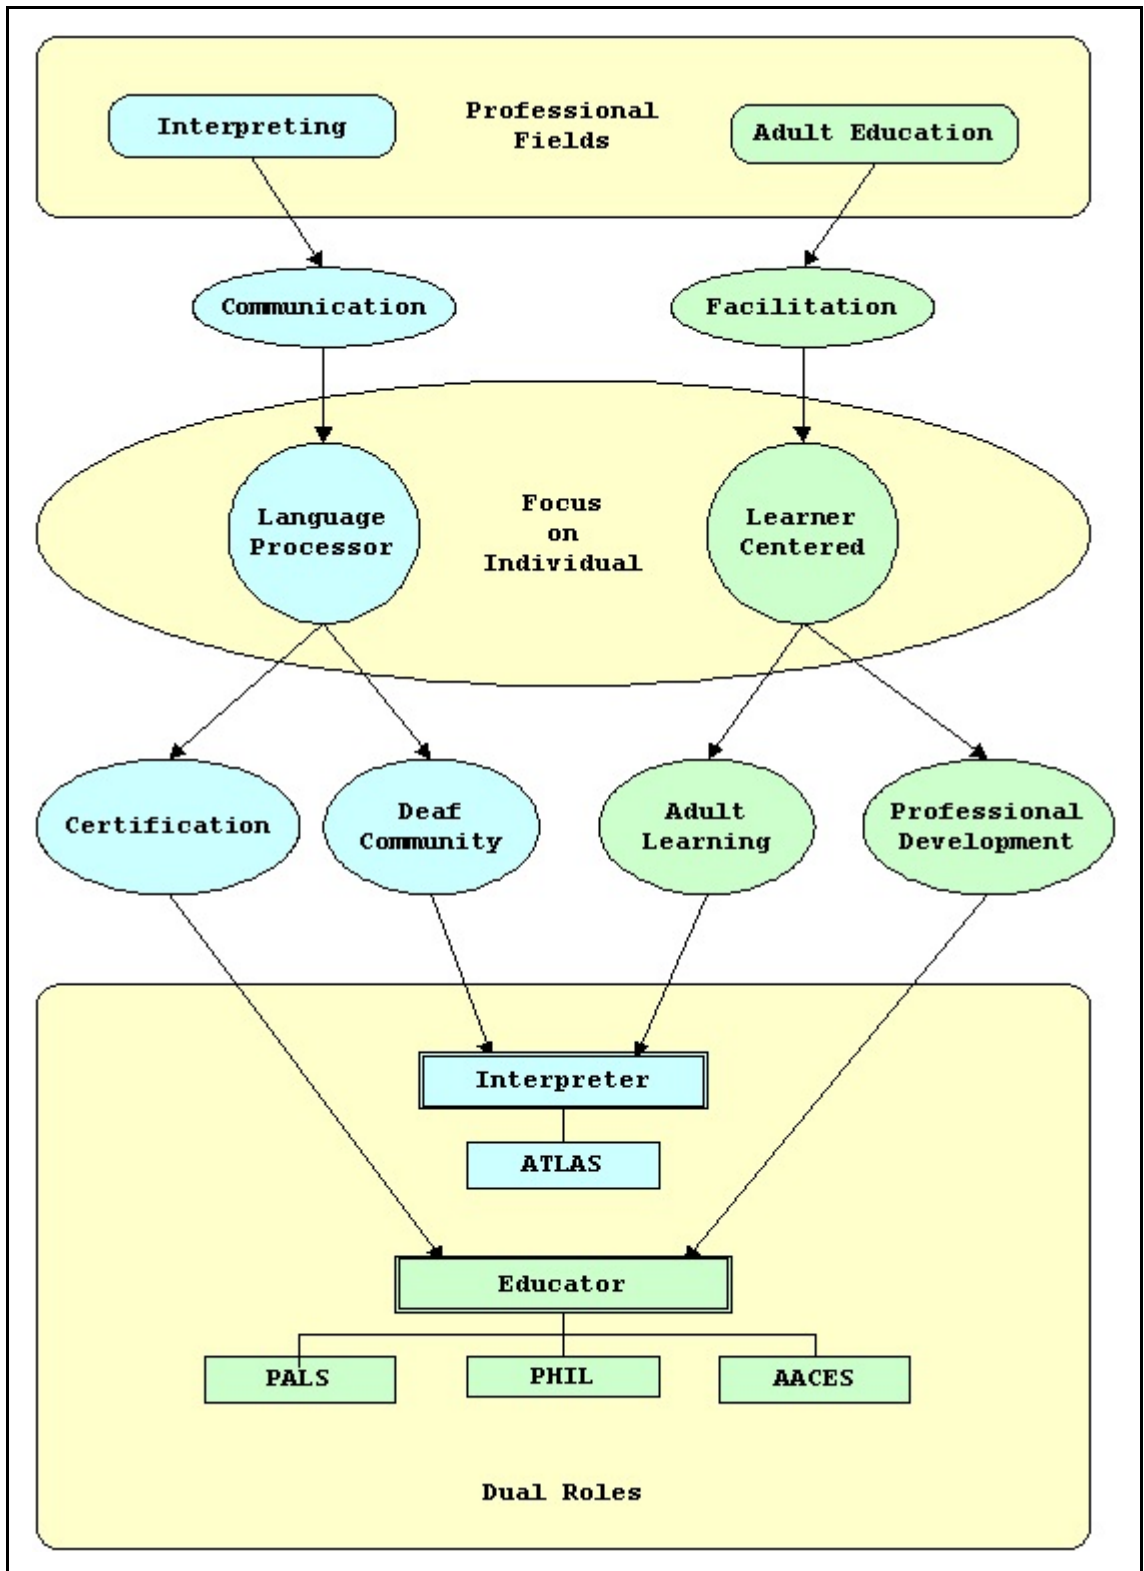 Interpreting
Professional
Fields
Adult Education
Communication
Facilitation
Language
Processor
Focus
on
Individual
Learner
Centered
Certification
Deaf
Community
Adult
Learning
Professional
Development
Interpreter
ATLAS
Educator
PALS
PHIL
AACES
Dual Roles